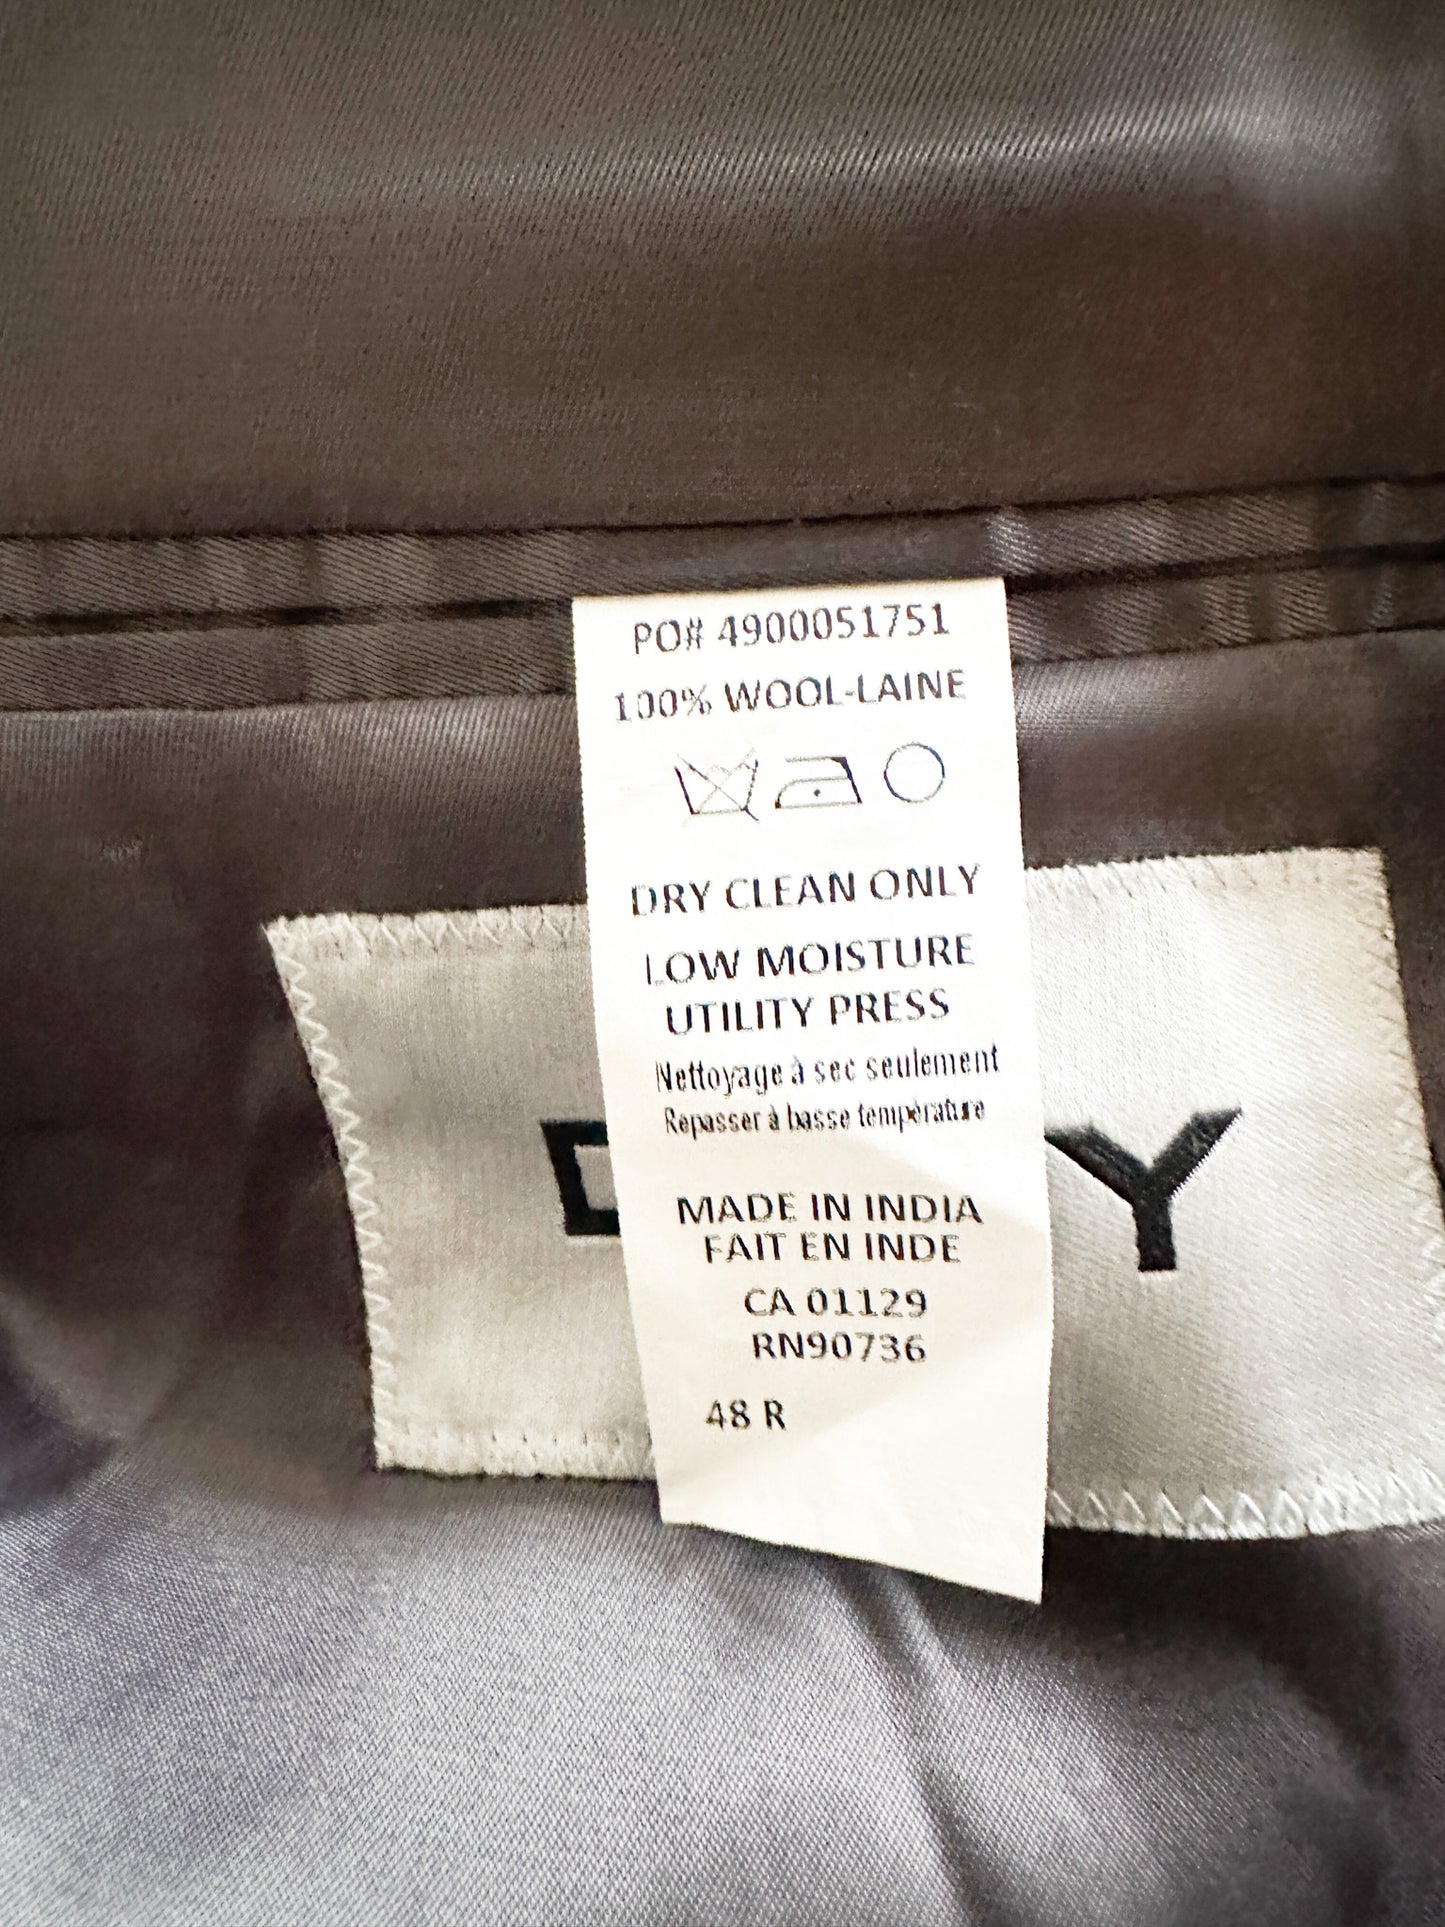 PO# 4900051751
100% WOOL-LAINE
DRY CLEAN ONLY
LOW MOISTURE
UTILITY PRESS
Nettoyage à sec seulement
Repasser à basse température
MADE IN INDIA
FAIT EN INDE
CA 01129
RN90736
48 R